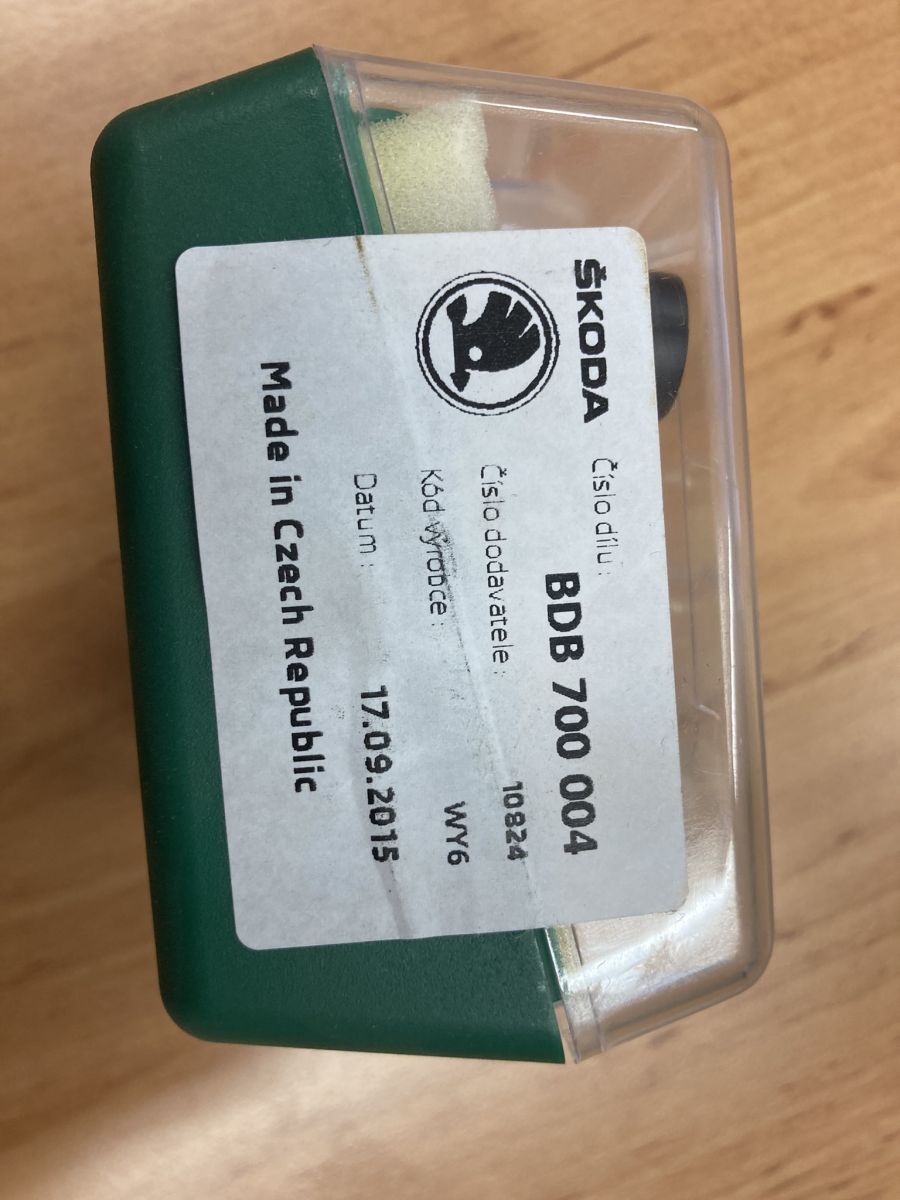 ŠKODA
Číslo dílu :
BDB 700 004
Číslo dodavatele : 10824
Kód výrobce : WY6
Datum : 17.09.2015
Made in Czech Republic